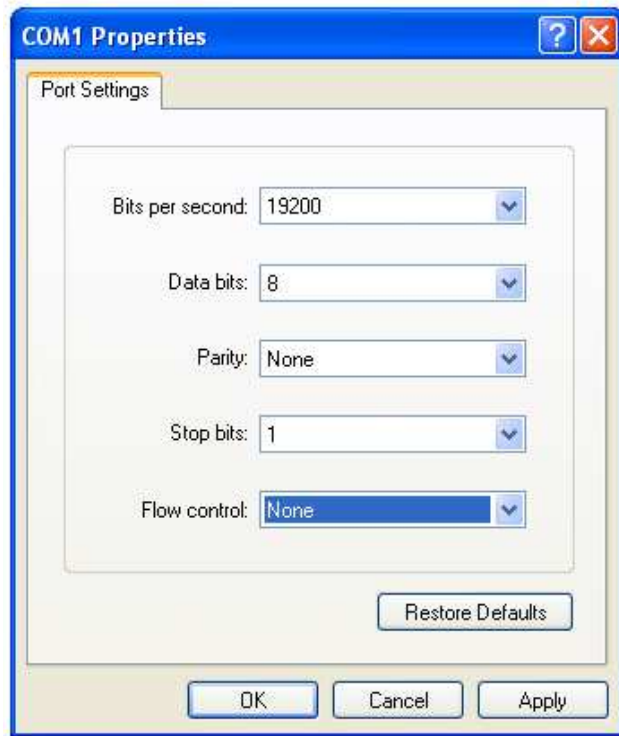 COM1 Properties
Port Settings
Bits per second: 19200
Data bits: 8
Parity: None
Stop bits: 1
Flow control: None
Restore Defaults
OK Cancel Apply